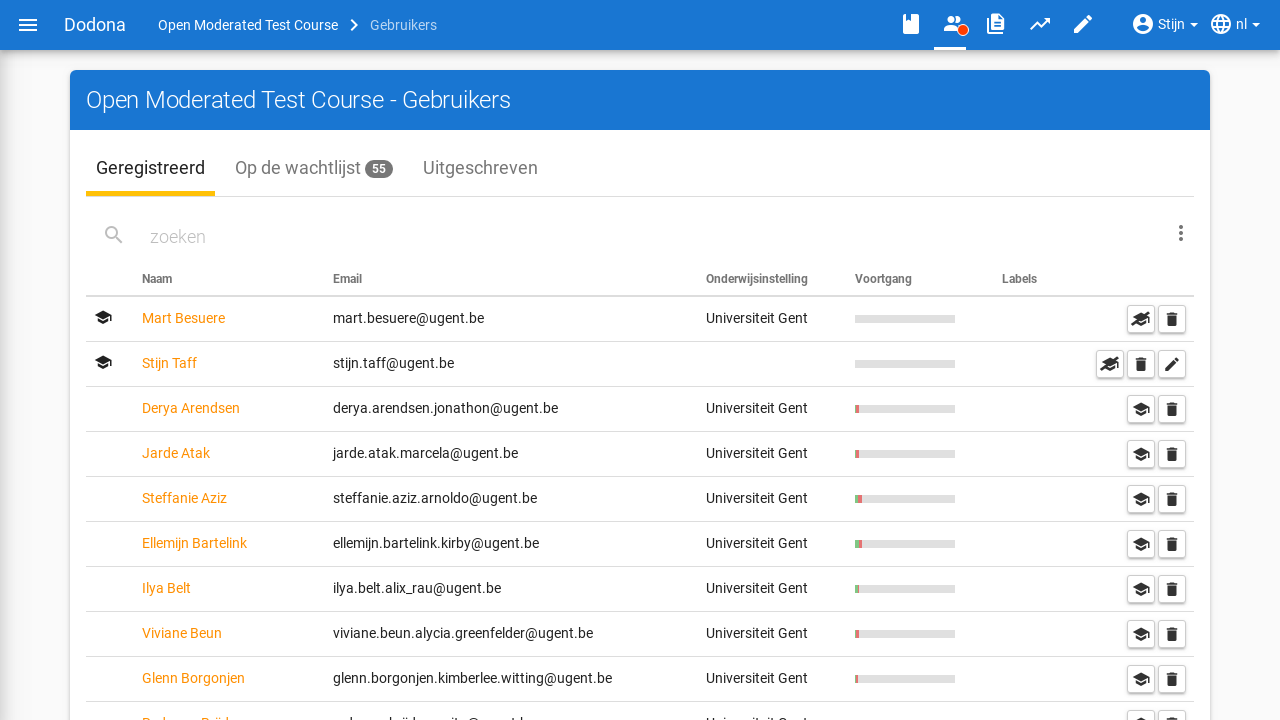 Dodona Open Moderated Test Course Gebruikers Stijn nl
Open Moderated Test Course - Gebruikers
Geregistreerd Op de wachtlijst 55 Uitgeschreven
zoeken
Naam Email Onderwijsinstelling Voortgang Labels
Mart Besuere mart.besuere@ugent.be Universiteit Gent
Stijn Taff stijn.taff@ugent.be
Derya Arendsen derya.arendsen.jonathon@ugent.be Universiteit Gent
Jarde Atak jarde.atak.marcela@ugent.be Universiteit Gent
Steffanie Aziz steffanie.aziz.arnoldo@ugent.be Universiteit Gent
Ellemijn Bartelink ellemijn.bartelink.kirby@ugent.be Universiteit Gent
Ilya Belt ilya.belt.alix_rau@ugent.be Universiteit Gent
Viviane Beun viviane.beun.alycia.greenfelder@ugent.be Universiteit Gent
Glenn Borgonjen glenn.borgonjen.kimberlee.witting@ugent.be Universiteit Gent